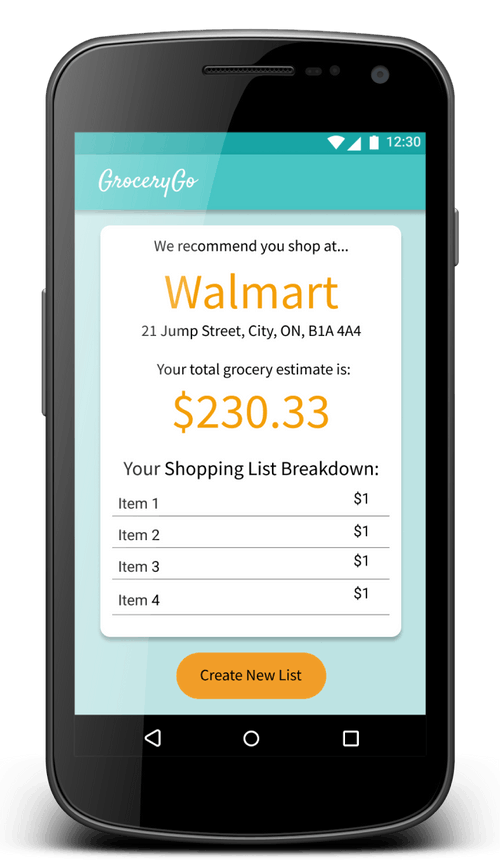 12:30
GroceryGo
We recommend you shop at...
Walmart
21 Jump Street, City, ON, B1A 4A4
Your total grocery estimate is:
$230.33
Your Shopping List Breakdown:
Item 1 $1
Item 2 $1
Item 3 $1
Item 4 $1
Create New List